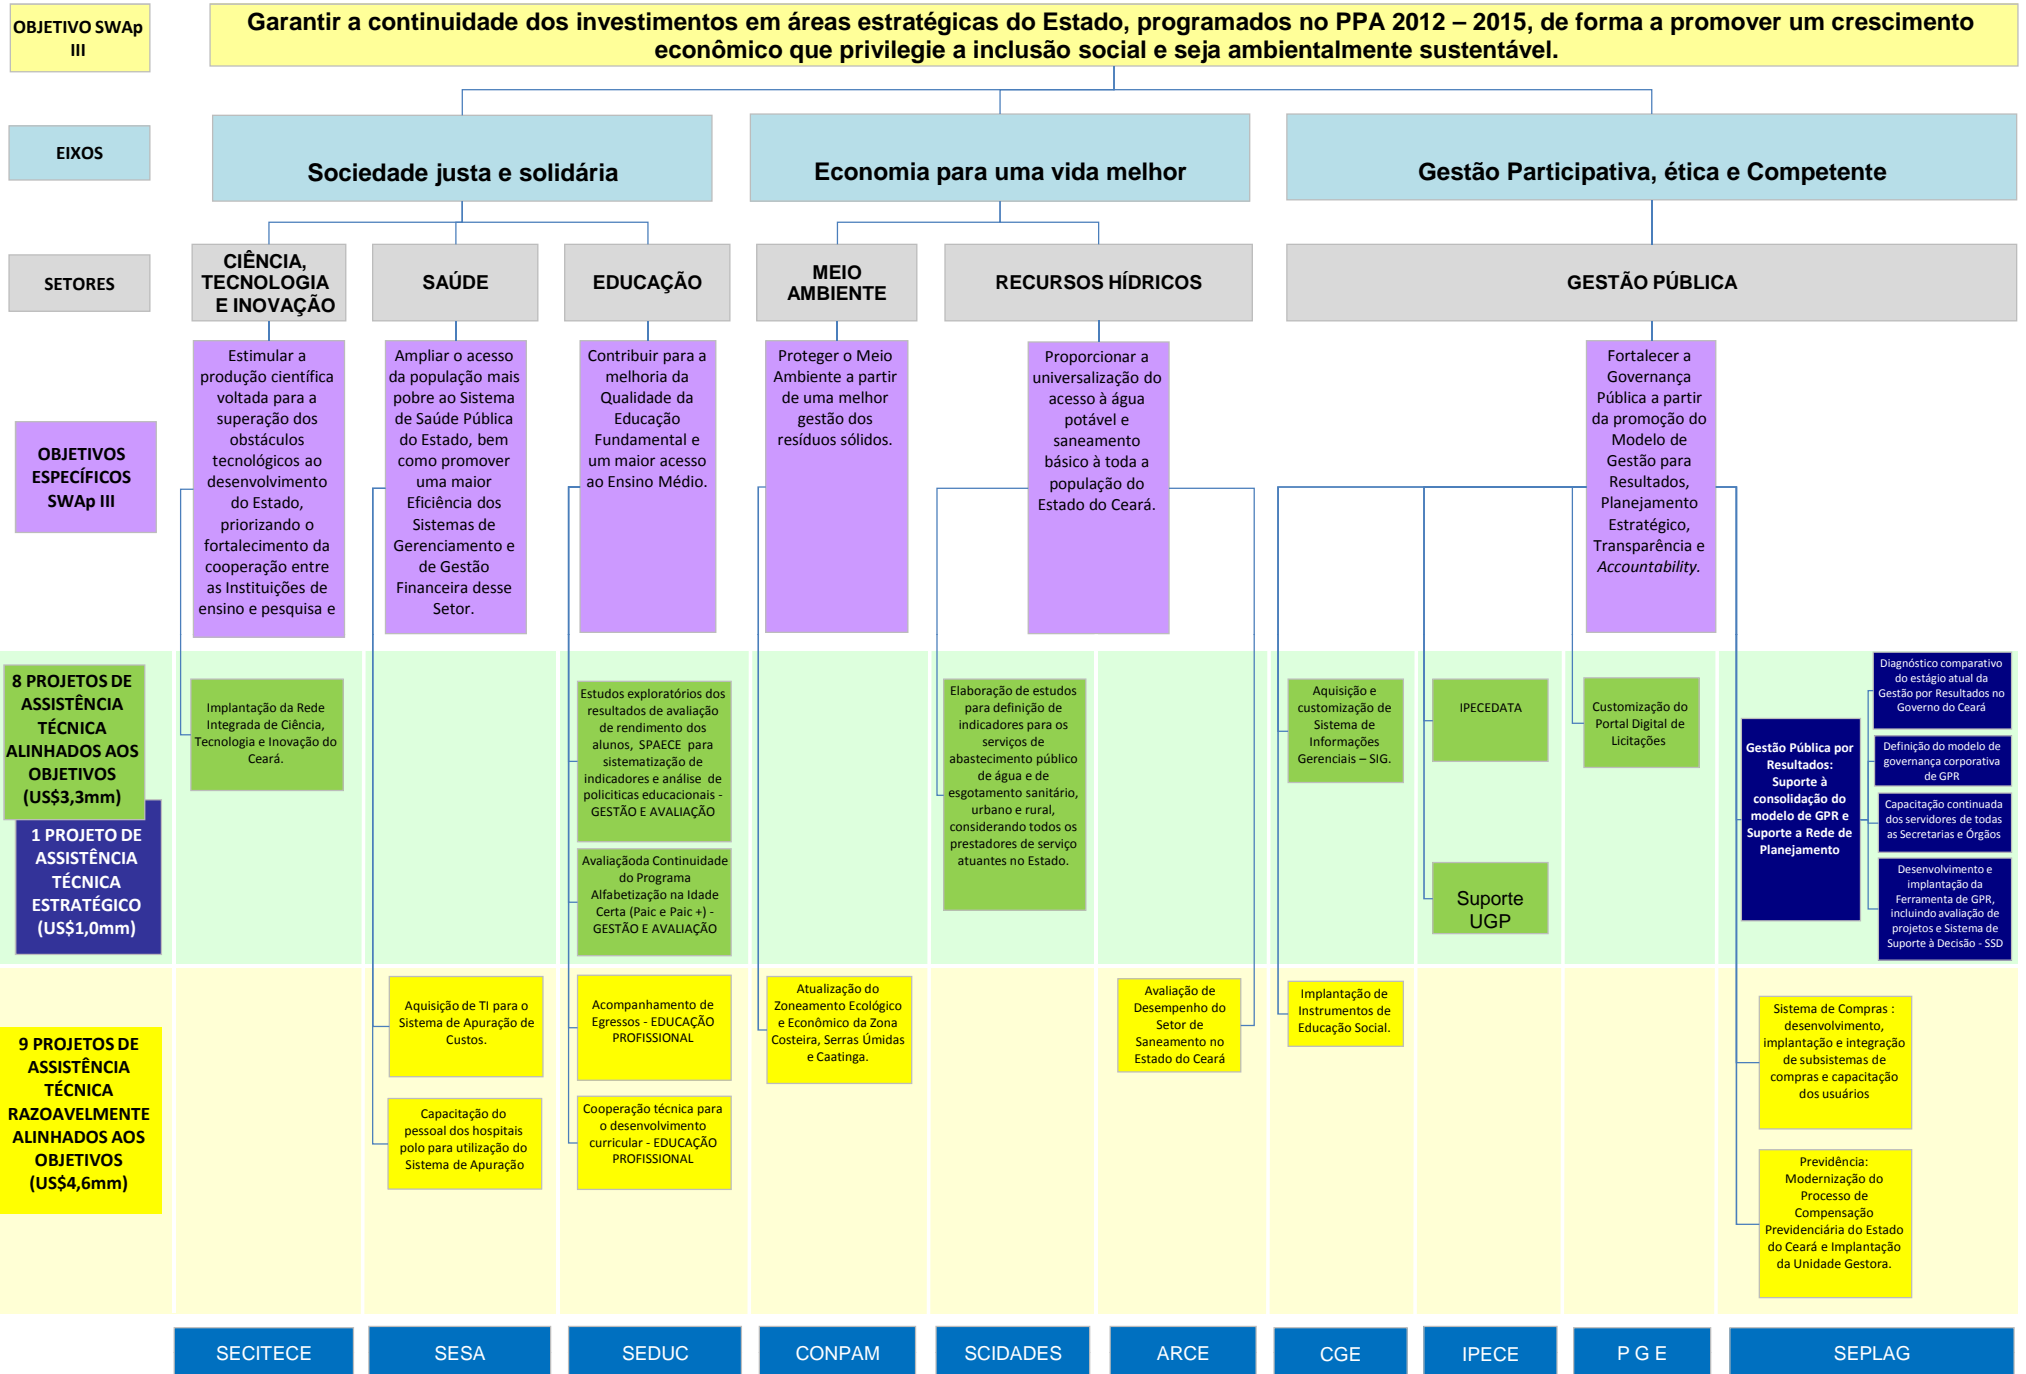 OBJETIVO SWAp
III
Garantir a continuidade dos investimentos em áreas estratégicas do Estado, programados no PPA 2012 – 2015, de forma a promover um crescimento
econômico que privilegie a inclusão social e seja ambientalmente sustentável.
EIXOS
Sociedade justa e solidária
Economia para uma vida melhor
Gestão Participativa, ética e Competente
SETORES
CIÊNCIA,
TECNOLOGIA
E INOVAÇÃO
SAÚDE
EDUCAÇÃO
MEIO
AMBIENTE
RECURSOS HÍDRICOS
GESTÃO PÚBLICA
OBJETIVOS
ESPECÍFICOS
SWAp III
Estimular a
produção científica
voltada para a
superação dos
obstáculos
tecnológicos ao
desenvolvimento
do Estado,
priorizando o
fortalecimento da
cooperação entre
as Instituições de
ensino e pesquisa e
Ampliar o acesso
da população mais
pobre ao Sistema
de Saúde Pública
do Estado, bem
como promover
uma maior
Eficiência dos
Sistemas de
Gerenciamento e
de Gestão
Financeira desse
Setor.
Contribuir para a
melhoria da
Qualidade da
Educação
Fundamental e
um maior acesso
ao Ensino Médio.
Proteger o Meio
Ambiente a partir
de uma melhor
gestão dos
resíduos sólidos.
Proporcionar a
universalização do
acesso à água
potável e
saneamento
básico à toda a
população do
Estado do Ceará.
Fortalecer a
Governança
Pública a partir
da promoção do
Modelo de
Gestão para
Resultados,
Planejamento
Estratégico,
Transparência e
Accountability.
8 PROJETOS DE
ASSISTÊNCIA
TÉCNICA
ALINHADOS AOS
OBJETIVOS
(US$3,3mm)
1 PROJETO DE
ASSISTÊNCIA
TÉCNICA
ESTRATÉGICO
(US$1,0mm)
Implantação da Rede
Integrada de Ciência,
Tecnologia e Inovação do
Ceará.
Estudos exploratórios dos
resultados de avaliação
de rendimento dos
alunos, SPAECE para
sistematização de
indicadores e análise de
policiticas educacionais -
GESTÃO E AVALIAÇÃO
Avaliaçãoda Continuidade
do Programa
Alfabetização na Idade
Certa (Paic e Paic +) -
GESTÃO E AVALIAÇÃO
Elaboração de estudos
para definição de
indicadores para os
serviços de
abastecimento público
de água e de
esgotamento sanitário,
urbano e rural,
considerando todos os
prestadores de serviço
atuantes no Estado.
Aquisição e
customização de
Sistema de
Informações
Gerenciais – SIG.
IPECEDATA
Suporte
UGP
Customização do
Portal Digital de
Licitações
Gestão Pública por
Resultados:
Suporte à
consolidação do
modelo de GPR e
Suporte a Rede de
Planejamento
Diagnóstico comparativo
do estágio atual da
Gestão por Resultados no
Governo do Ceará
Definição do modelo de
governança corporativa
de GPR
Capacitação continuada
dos servidores de todas
as Secretarias e Órgãos
Desenvolvimento e
implantação da
Ferramenta de GPR,
incluindo avaliação de
projetos e Sistema de
Suporte à Decisão - SSD
9 PROJETOS DE
ASSISTÊNCIA
TÉCNICA
RAZOAVELMENTE
ALINHADOS AOS
OBJETIVOS
(US$4,6mm)
Aquisição de TI para o
Sistema de Apuração de
Custos.
Capacitação do
pessoal dos hospitais
polo para utilização do
Sistema de Apuração
Acompanhamento de
Egressos - EDUCAÇÃO
PROFISSIONAL
Cooperação técnica para
o desenvolvimento
curricular - EDUCAÇÃO
PROFISSIONAL
Atualização do
Zoneamento Ecológico
e Econômico da Zona
Costeira, Serras Úmidas
e Caatinga.
Avaliação de
Desempenho do
Setor de
Saneamento no
Estado do Ceará
Implantação de
Instrumentos de
Educação Social.
Sistema de Compras :
desenvolvimento,
implantação e integração
de subsistemas de
compras e capacitação
dos usuários
Previdência:
Modernização do
Processo de
Compensação
Previdenciária do Estado
do Ceará e Implantação
da Unidade Gestora.
SECITECE
SESA
SEDUC
CONPAM
SCIDADES
ARCE
CGE
IPECE
P G E
SEPLAG